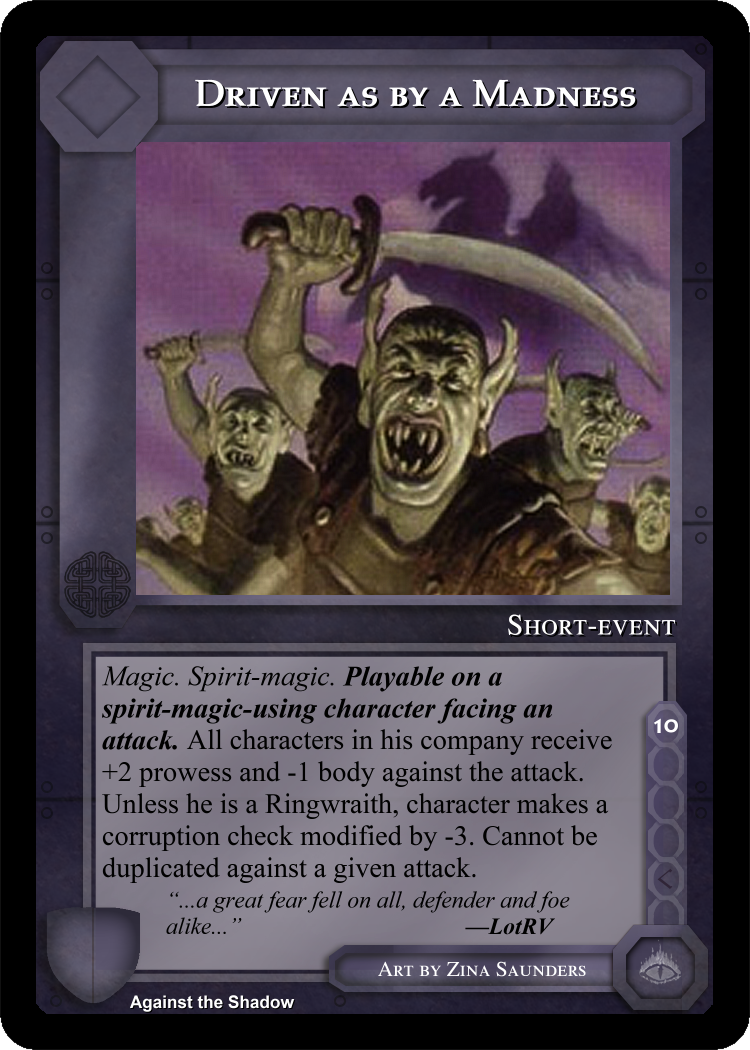 Driven as by a Madness
Short-event
Magic. Spirit-magic. Playable on a
spirit-magic-using character facing an
attack. All characters in his company receive
+2 prowess and -1 body against the attack.
Unless he is a Ringwraith, character makes a
corruption check modified by -3. Cannot be
duplicated against a given attack.
10
"...a great fear fell on all, defender and foe
alike..." —LotRV
Art by Zina Saunders
Against the Shadow